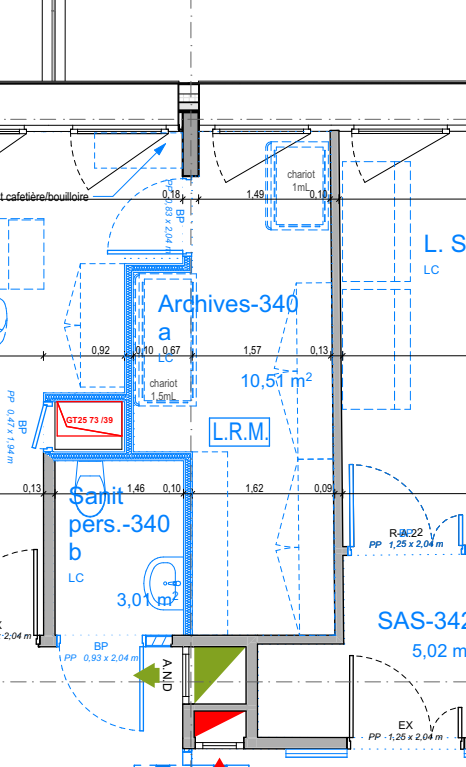 0,18
1,49
0,10
chariot
1mL
t cafetière/bouilloire
BP
PP 0,83 x 2,04 m
L. S
LC
Archives-340
a
LC
0,92
0,10
0,67
1,57
0,13
10,51 m²
chariot
1,5mL
GT25 73 /39
L.R.M.
BP
PP 0,47 x 1,94 m
0,13
1,46
0,10
1,62
0,09
Sanit
pers.-340
b
LC
3,01 m²
PP 1,25 x 2,04 m
SAS-342
5,02 m
2,04 m
BP
PP 0,93 x 2,04 m
A.N.D
EX
PP 1,25 x 2,04 m